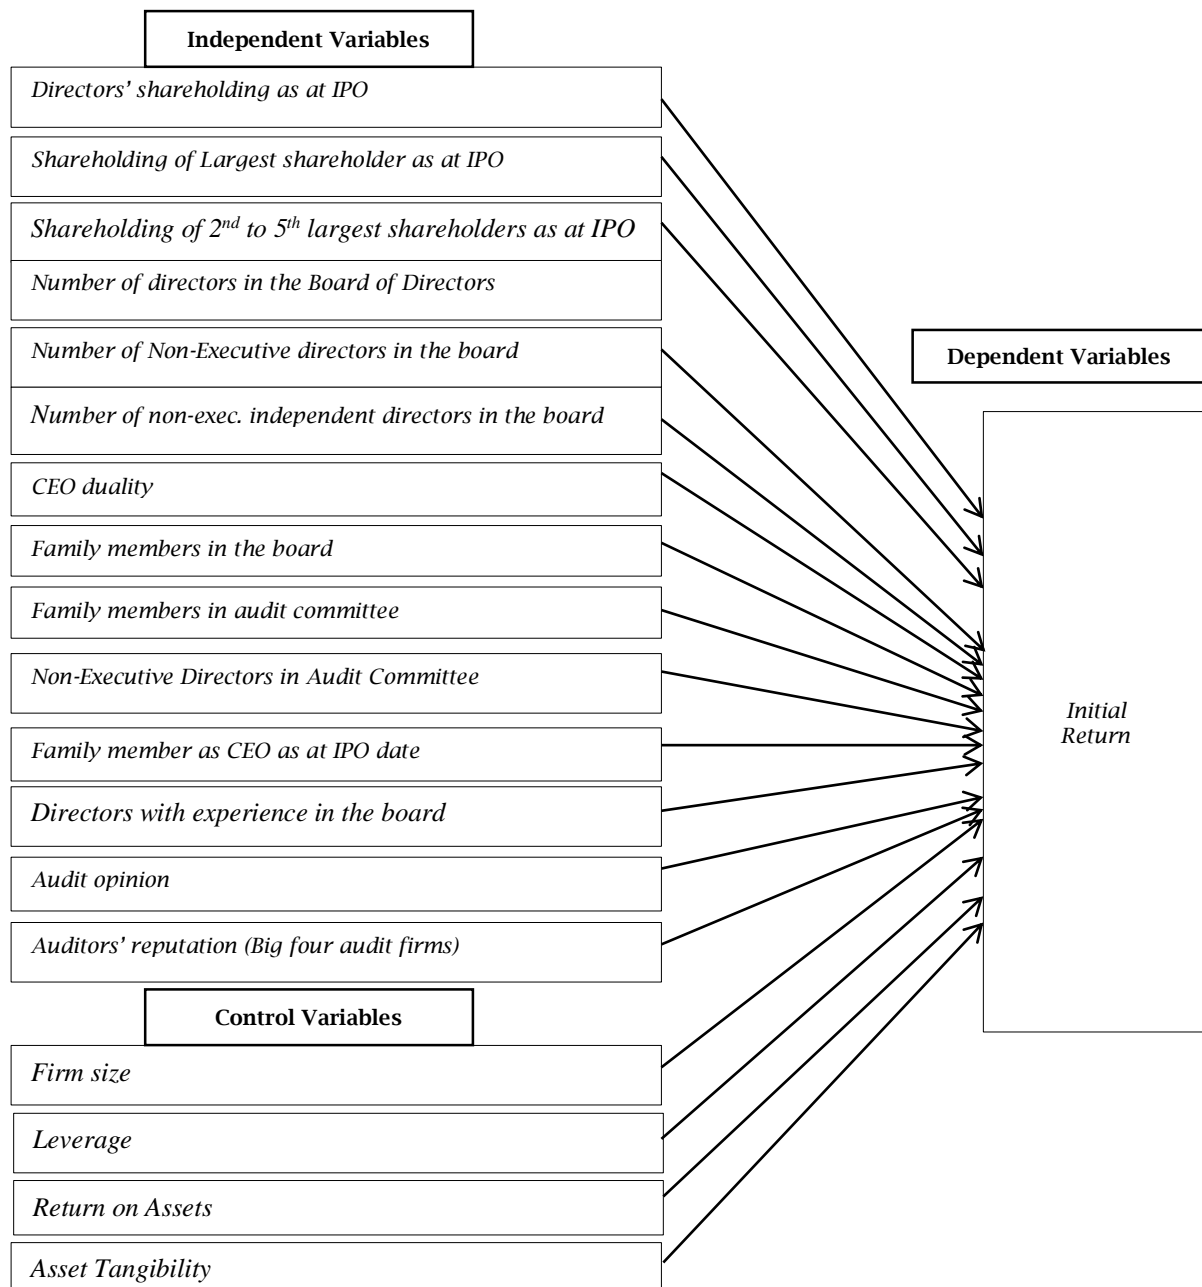 Independent Variables
Directors’ shareholding as at IPO
Shareholding of Largest shareholder as at IPO
Shareholding of 2nd to 5th largest shareholders as at IPO
Number of directors in the Board of Directors
Number of Non-Executive directors in the board
Number of non-exec. independent directors in the board
CEO duality
Family members in the board
Family members in audit committee
Non-Executive Directors in Audit Committee
Family member as CEO as at IPO date
Directors with experience in the board
Audit opinion
Auditors’ reputation (Big four audit firms)
Control Variables
Firm size
Leverage
Return on Assets
Asset Tangibility
Dependent Variables
Initial
Return